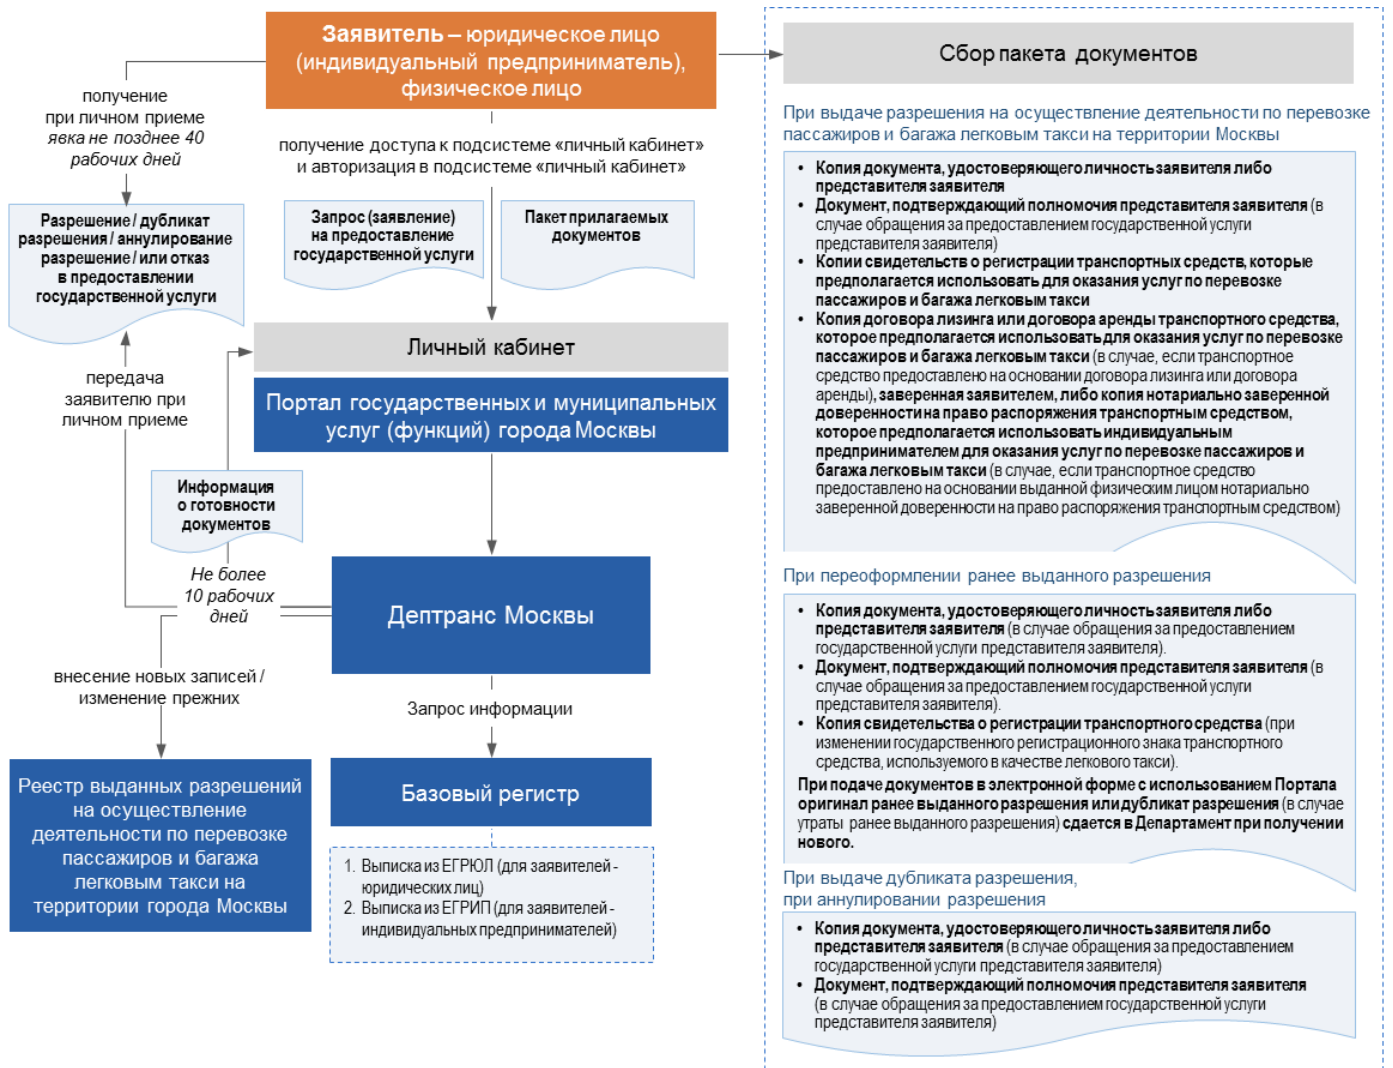 Заявитель – юридическое лицо
(индивидуальный предприниматель),
физическое лицо
получение
при личном приеме
явка не позднее 40
рабочих дней
получение доступа к подсистеме «личный кабинет»
и авторизация в подсистеме «личный кабинет»
Разрешение / дубликат
разрешения / аннулирование
разрешение / или отказ
в предоставлении
государственной услуги
Запрос (заявление)
на предоставление
государственной услуги
Пакет прилагаемых
документов
Личный кабинет
Портал государственных и муниципальных
услуг (функций) города Москвы
передача
заявителю при
личном приеме
Информация
о готовности
документов
Не более
10 рабочих
дней
Дептранс Москвы
внесение новых записей /
изменение прежних
Запрос информации
Реестр выданных разрешений
на осуществление
деятельности по перевозке
пассажиров и багажа
легковым такси на
территории города Москвы
Базовый регистр
1. Выписка из ЕГРЮЛ (для заявителей -
юридических лиц)
2. Выписка из ЕГРИП (для заявителей -
индивидуальных предпринимателей)
Сбор пакета документов
При выдаче разрешения на осуществление деятельности по перевозке
пассажиров и багажа легковым такси на территории Москвы
• Копия документа, удостоверяющего личность заявителя либо
представителя заявителя
• Документ, подтверждающий полномочия представителя заявителя (в
случае обращения за предоставлением государственной услуги
представителя заявителя)
• Копии свидетельств о регистрации транспортных средств, которые
предполагается использовать для оказания услуг по перевозке
пассажиров и багажа легковым такси
• Копия договора лизинга или договора аренды транспортного средства,
которое предполагается использовать для оказания услуг по перевозке
пассажиров и багажа легковым такси (в случае, если транспортное
средство предоставлено на основании договора лизинга или договора
аренды), заверенная заявителем, либо копия нотариально заверенной
доверенности на право распоряжения транспортным средством,
которое предполагается использовать индивидуальным
предпринимателем для оказания услуг по перевозке пассажиров и
багажа легковым такси (в случае, если транспортное средство
предоставлено на основании выданной физическим лицом нотариально
заверенной доверенности на право распоряжения транспортным средством)
При переоформлении ранее выданного разрешения
• Копия документа, удостоверяющего личность заявителя либо
представителя заявителя (в случае обращения за предоставлением
государственной услуги представителя заявителя).
• Документ, подтверждающий полномочия представителя заявителя (в
случае обращения за предоставлением государственной услуги
представителя заявителя).
• Копия свидетельства о регистрации транспортного средства (при
изменении государственного регистрационного знака транспортного
средства, используемого в качестве легкового такси).
При подаче документов в электронной форме с использованием Портала
оригинал ранее выданного разрешения или дубликат разрешения (в случае
утраты ранее выданного разрешения) сдается в Департамент при получении
нового.
При выдаче дубликата разрешения,
при аннулировании разрешения
• Копия документа, удостоверяющего личность заявителя либо
представителя заявителя (в случае обращения за предоставлением
государственной услуги представителя заявителя)
• Документ, подтверждающий полномочия представителя заявителя
(в случае обращения за предоставлением государственной услуги
представителя заявителя)